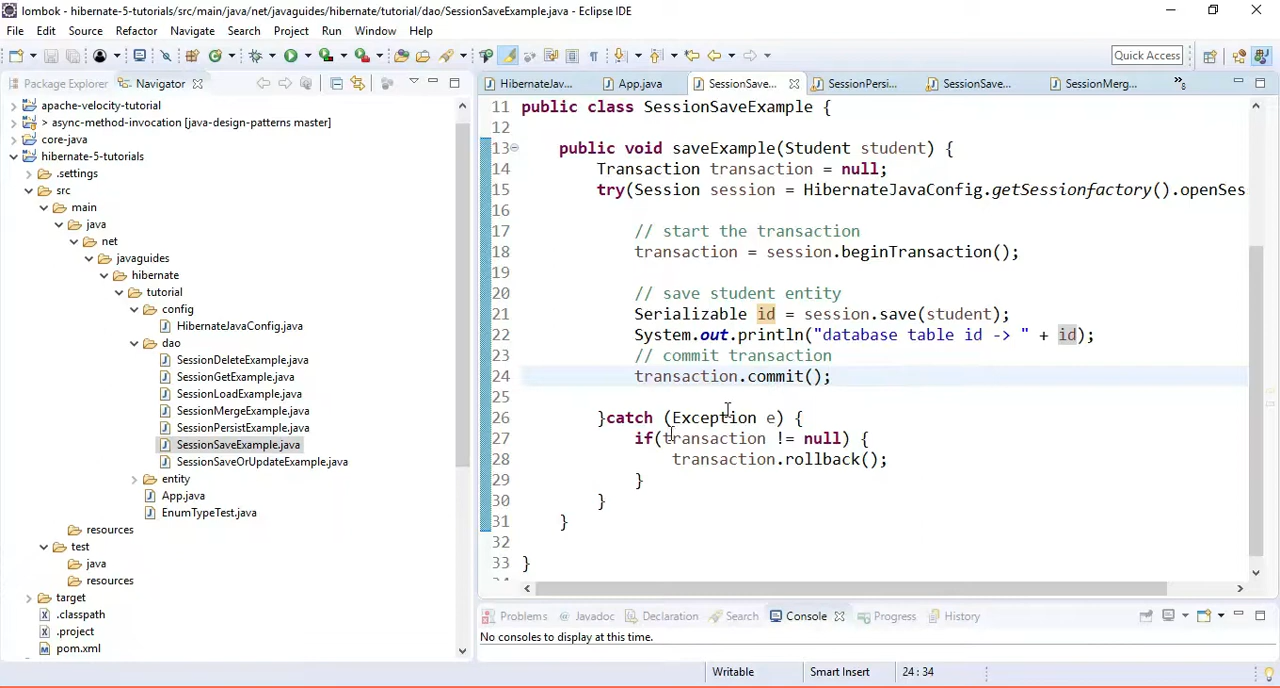 lombok - hibernate-5-tutorials/src/main/java/net/javaguides/hibernate/tutorial/dao/SessionSaveExample.java - Eclipse IDE
File Edit Source Refactor Navigate Search Project Run Window Help
Quick Access
Package Explorer Navigator
HibernateJav... App.java SessionSave... SessionPersi... SessionSave... SessionMerg... »8
apache-velocity-tutorial
> async-method-invocation [java-design-patterns master]
core-java
hibernate-5-tutorials
.settings
src
main
java
net
javaguides
hibernate
tutorial
config
HibernateJavaConfig.java
dao
SessionDeleteExample.java
SessionGetExample.java
SessionLoadExample.java
SessionMergeExample.java
SessionPersistExample.java
SessionSaveExample.java
SessionSaveOrUpdateExample.java
entity
App.java
EnumTypeTest.java
resources
test
java
resources
target
.classpath
.project
pom.xml
11 public class SessionSaveExample {
12
13 public void saveExample(Student student) {
14 Transaction transaction = null;
15 try(Session session = HibernateJavaConfig.getSessionfactory().openSes
16
17 // start the transaction
18 transaction = session.beginTransaction();
19
20 // save student entity
21 Serializable id = session.save(student);
22 System.out.println("database table id -> " + id);
23 // commit transaction
24 transaction.commit();
25
26 }catch (Exception e) {
27 if(transaction != null) {
28 transaction.rollback();
29 }
30 }
31 }
32
33 }
Problems @ Javadoc Declaration Search Console Progress History
No consoles to display at this time.
Writable Smart Insert 24 : 34